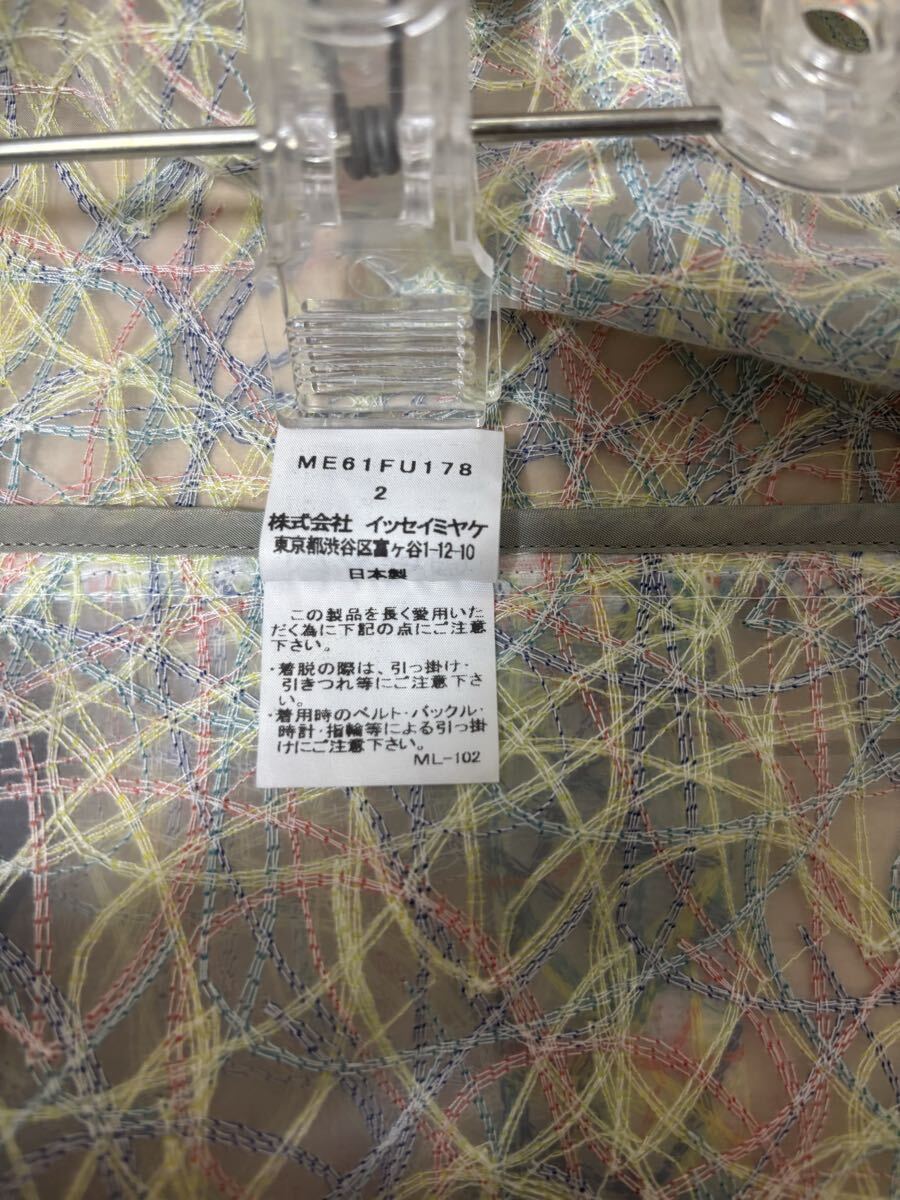 ME61FU178
2
株式会社 イッセイミヤケ
東京都渋谷区富ヶ谷1-12-10
日本製
この製品を長く愛用いた
だく為に下記の点にご注意
下さい。
・着脱の際は、引っ掛け・
引きつれ等にご注意下さ
い。
・着用時のベルト・バックル・
時計・指輪等による引っ掛
けにご注意下さい。
ML-102